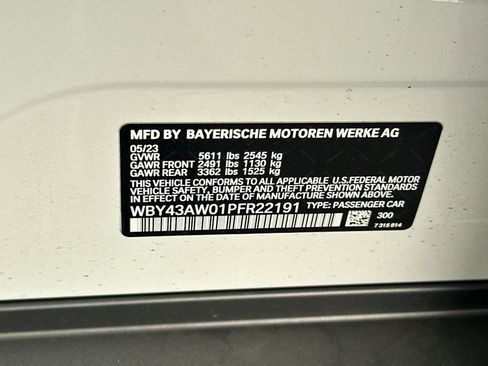 MFD BY BAYERISCHE MOTOREN WERKE AG
05/23
GVWR 5611 lbs 2545 kg
GAWR FRONT 2491 lbs 1130 kg
GAWR REAR 3362 lbs 1525 kg
THIS VEHICLE CONFORMS TO ALL APPLICABLE U.S.FEDERAL MOTOR
VEHICLE SAFETY, BUMPER, AND THEFT PREVENTION STANDARDS
IN EFFECT ON THE DATE OF MANUFACTURE SHOWN ABOVE.
WBY43AW01PFR22191 TYPE: PASSENGER CAR
300
7 315 814